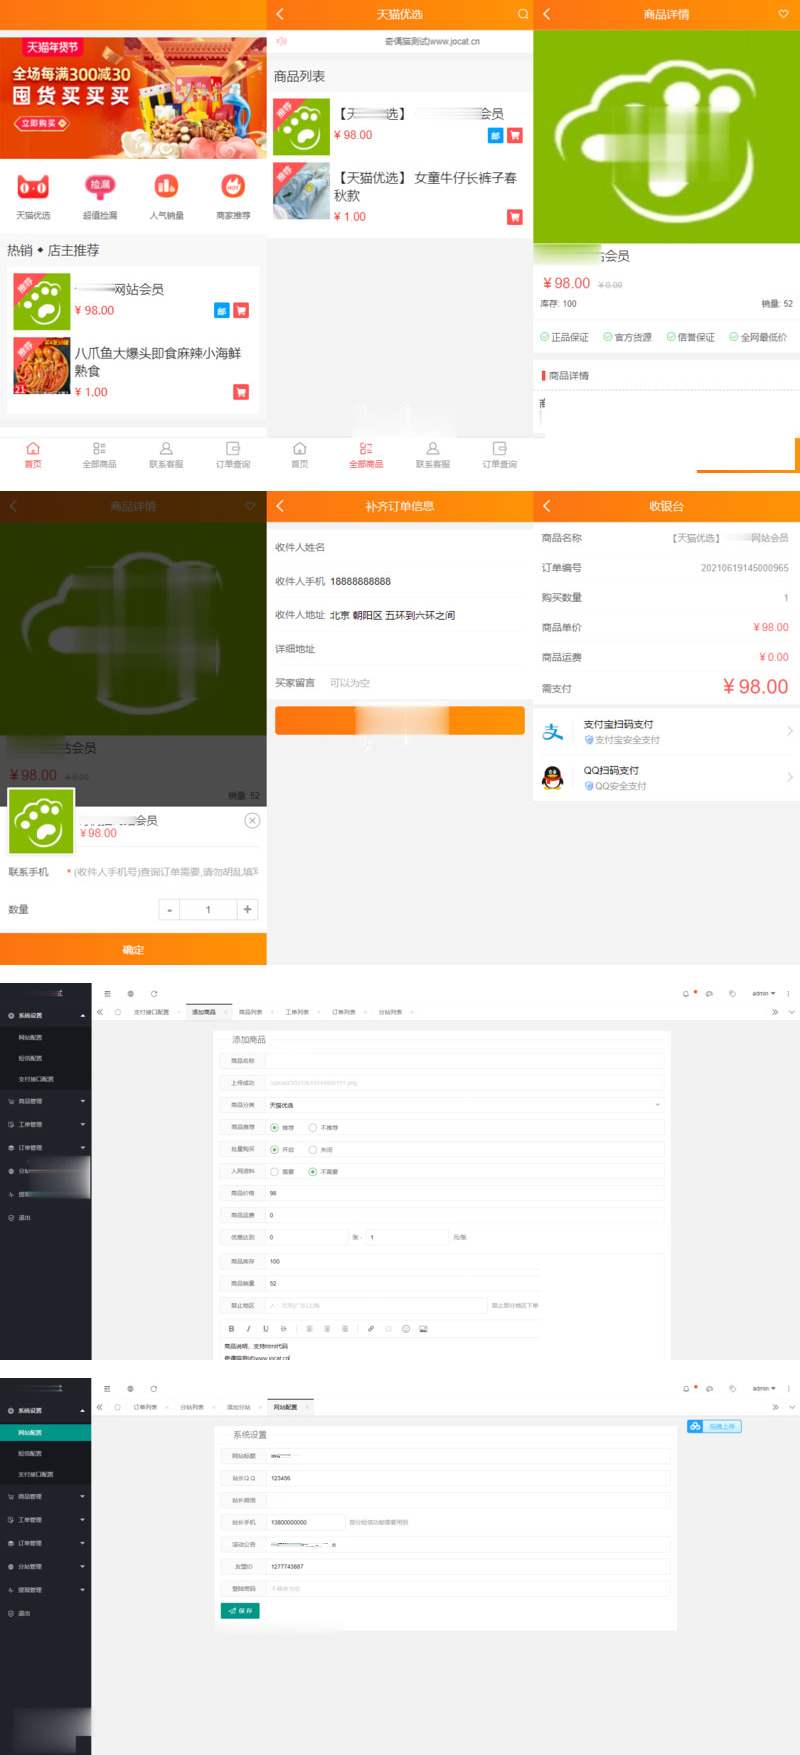 天猫年货节
全场每满300减30
囤货买买买
立即购买
天猫优选
捡漏
超值捡漏
人气销量
HOT
商家推荐
热销 ◆ 店主推荐
推荐
网站会员
¥ 98.00
邮
推荐
八爪鱼大爆头即食麻辣小海鲜
熟食
¥ 1.00
首页
全部商品
联系客服
订单查询
天猫优选
奇偶猫测试|www.jocat.cn
商品列表
推荐
【天 选】 会员
¥ 98.00
邮
推荐
【天猫优选】 女童牛仔长裤子春
秋款
¥ 1.00
首页
全部商品
联系客服
订单查询
商品详情
会员
¥ 98.00 ¥ 0.00
库存: 100
销量: 52
正品保证
官方货源
信誉保证
全网最低价
商品详情
商品详情
站会员
¥ 98.00 ¥ 0.00
销量: 52
会员
¥ 98.00
联系手机 * (收件人手机号)查询订单需要,请勿胡乱填写
数量 - 1 +
确定
补齐订单信息
收件人姓名
收件人手机 18888888888
收件人地址 北京 朝阳区 五环到六环之间
详细地址
买家留言 可以为空
收银台
商品名称 【天猫优选】 网站会员
订单编号 20210619145000965
购买数量 1
商品单价 ¥ 98.00
商品运费 ¥ 0.00
需支付 ¥ 98.00
支付宝扫码支付
支付宝安全支付
QQ扫码支付
QQ安全支付
试
系统设置
网站配置
短信配置
支付接口配置
商品管理
工单管理
订单管理
退出
admin
支付接口配置
添加商品
商品列表
工单列表
订单列表
分站列表
添加商品
商品名称
上传成功
商品分类 天猫优选
商品推荐 推荐 不推荐
批量购买 开启 关闭
入网资料 需要 不需要
商品价格 98
商品运费 0
优惠达到 0 张 - 1 元/张
商品库存 100
商品销量 52
禁止地区 禁止部分地区下单
B I U
商品说明，支持html代码
奇偶猫测试|www.jocat.cn
系统设置
网站配置
短信配置
支付接口配置
商品管理
工单管理
订单管理
分站管理
提现管理
退出
admin
订单列表
分站列表
添加分站
网站配置
拖拽上传
系统设置
网站标题
站长ＱＱ 123456
站长微信
站长手机 13800000000 部分短信功能需要用到
活动公告
友盟ID 1277743887
登陆密码 不修改为空
保 存